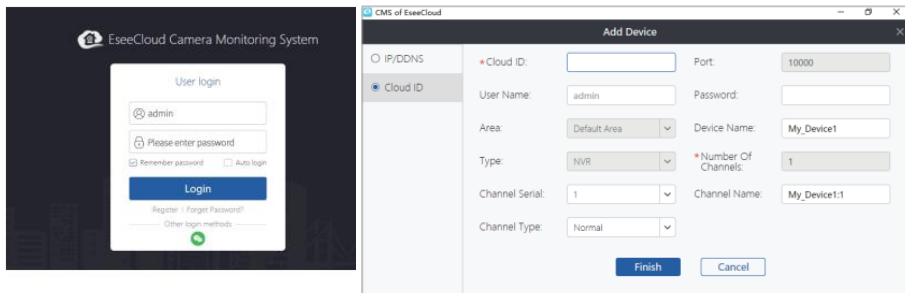 EseeCloud Camera Monitoring System
User login
admin
Please enter password
Remember password Auto login
Login
Register | Forget Password?
Other login methods
CMS of EseeCloud
Add Device
IP/DDNS
Cloud ID
*Cloud ID: Port: 10000
User Name: admin Password:
Area: Default Area Device Name: My_Device1
Type: NVR *Number Of Channels: 1
Channel Serial: 1 Channel Name: My_Device1:1
Channel Type: Normal
Finish Cancel